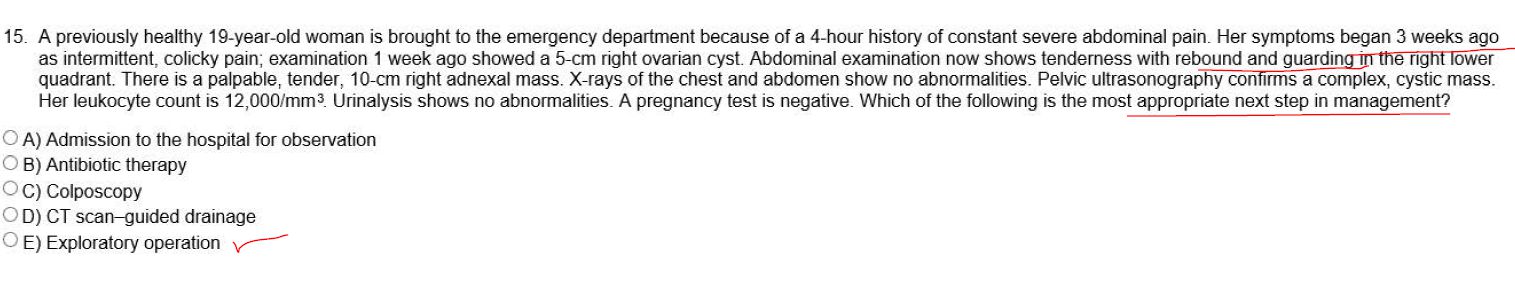 15. A previously healthy 19-year-old woman is brought to the emergency department because of a 4-hour history of constant severe abdominal pain. Her symptoms began 3 weeks ago
as intermittent, colicky pain; examination 1 week ago showed a 5-cm right ovarian cyst. Abdominal examination now shows tenderness with rebound and guarding in the right lower
quadrant. There is a palpable, tender, 10-cm right adnexal mass. X-rays of the chest and abdomen show no abnormalities. Pelvic ultrasonography confirms a complex, cystic mass.
Her leukocyte count is 12,000/mm³. Urinalysis shows no abnormalities. A pregnancy test is negative. Which of the following is the most appropriate next step in management?
A) Admission to the hospital for observation
B) Antibiotic therapy
C) Colposcopy
D) CT scan–guided drainage
E) Exploratory operation